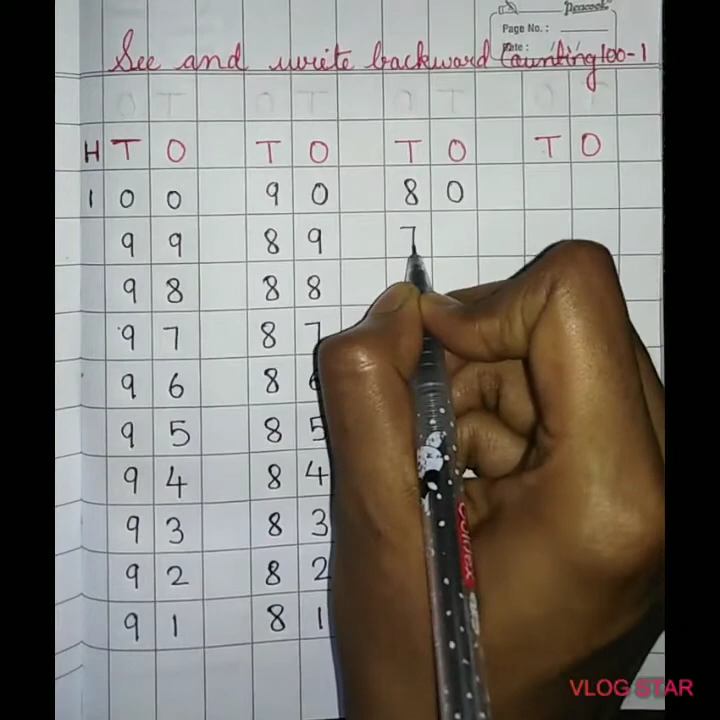 Peacock
Page No.:
Date:
See and write backward Counting 100-1
H T O T O T O T O
1 0 0 9 0 8 0
9 9 8 9 7
9 8 8 8
9 7 8 7
9 6 8 6
9 5 8 5
9 4 8 4
9 3 8 3
9 2 8 2
9 1 8 1
VLOG STAR